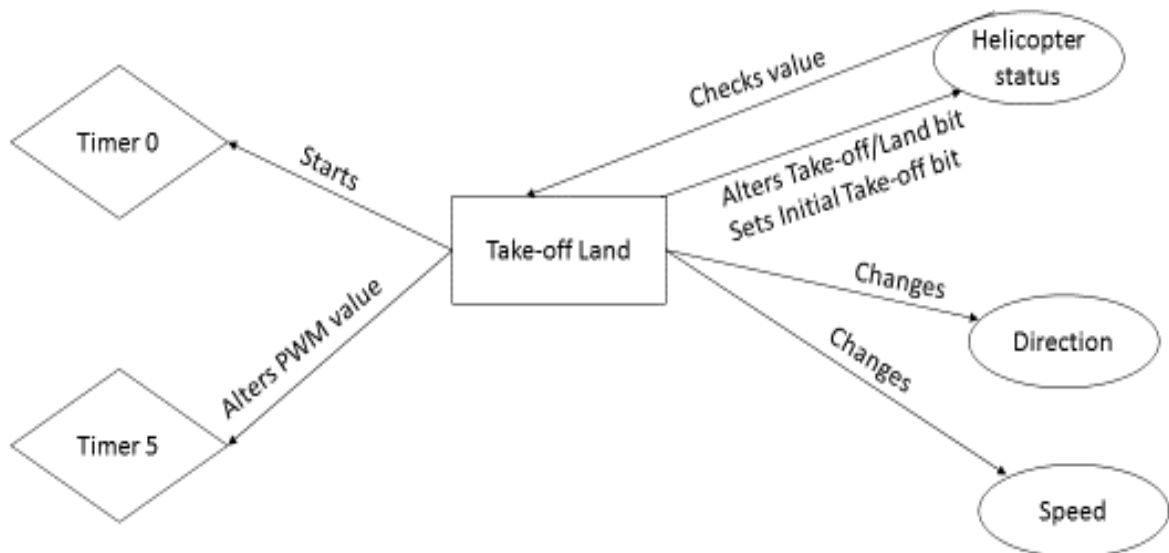 Helicopter
status
Checks value
Timer 0
Starts
Alters Take-off/Land bit
Sets Initial Take-off bit
Take-off Land
Changes
Direction
Alters PWM value
Changes
Timer 5
Speed